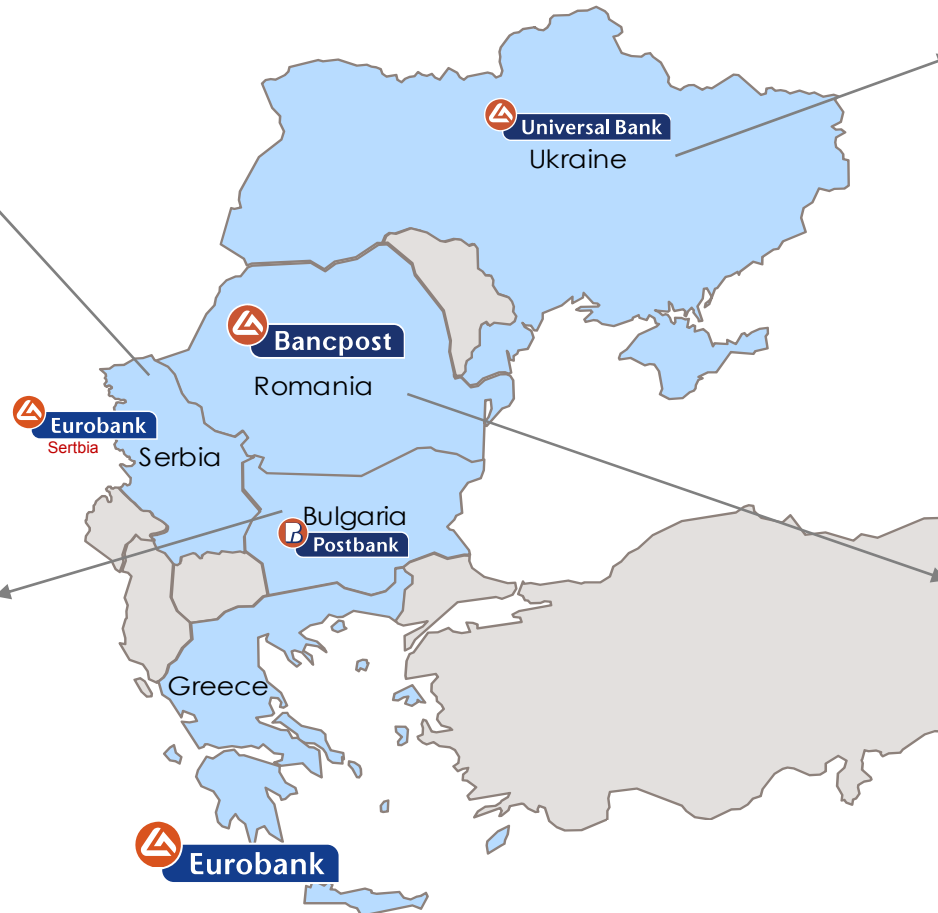 Universal Bank
Ukraine
Bancpost
Romania
Eurobank
Sertbia
Serbia
Bulgaria
Postbank
Greece
Eurobank